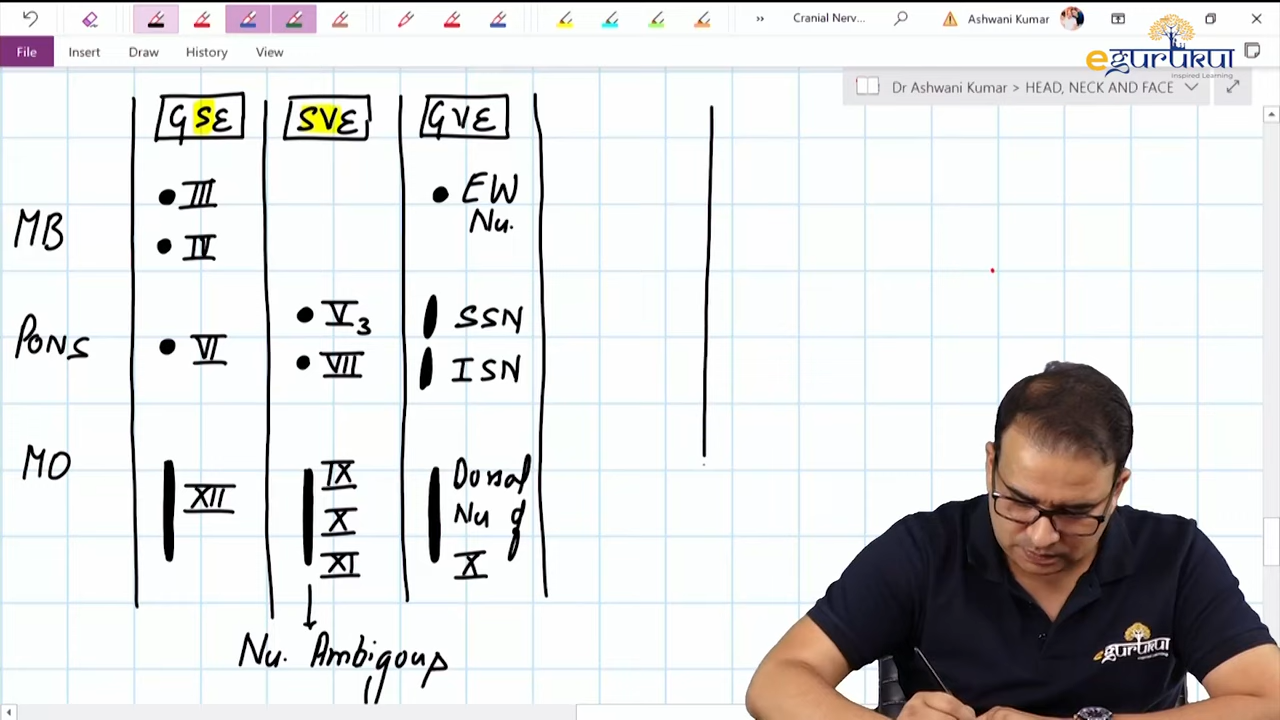 Cranial Nerv...
Ashwani Kumar
File Insert Draw History View
egurukul
Inspired Learning
Dr Ashwani Kumar > HEAD, NECK AND FACE
GSE SVE GVE
MB
III
IV
EW
Nu.
PONS
VI
V3
VII
SSN
ISN
MO
XII
IX
X
XI
Dorsal
Nu of
X
Nu. Ambigoup
egurukul